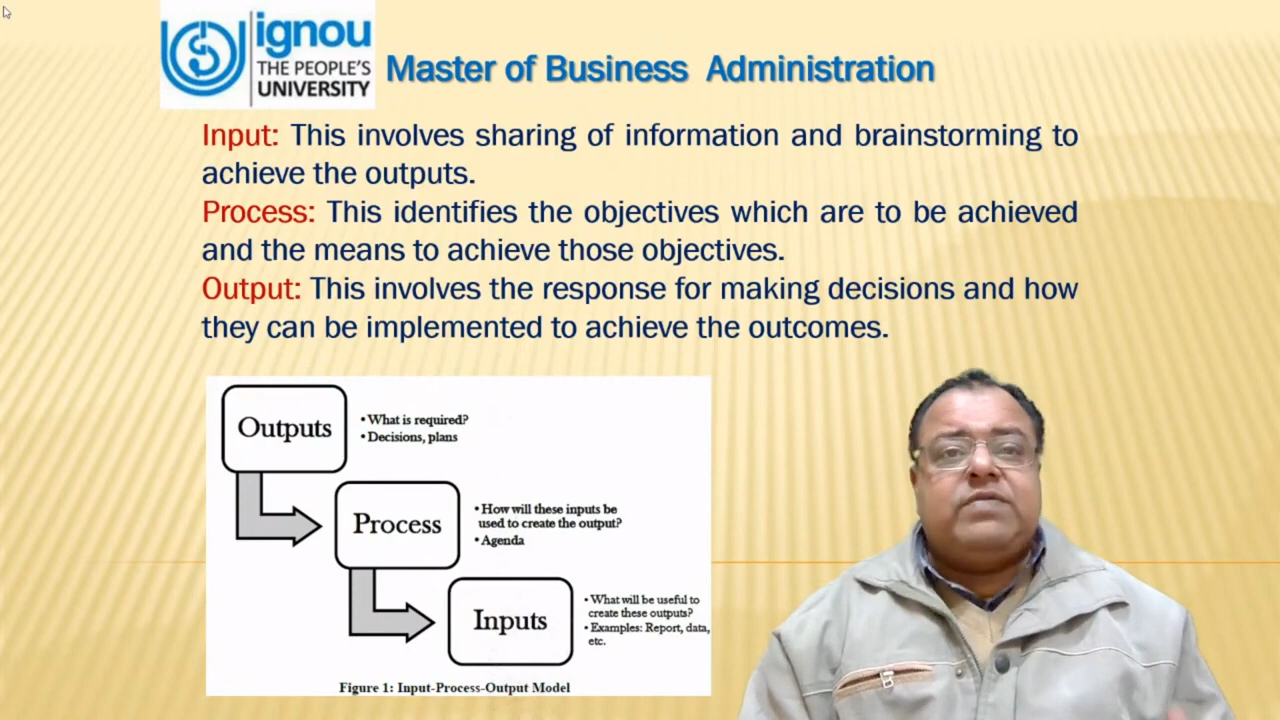 ignou
THE PEOPLE'S
UNIVERSITY
Master of Business Administration
Input: This involves sharing of information and brainstorming to
achieve the outputs.
Process: This identifies the objectives which are to be achieved
and the means to achieve those objectives.
Output: This involves the response for making decisions and how
they can be implemented to achieve the outcomes.
Outputs
• What is required?
• Decisions, plans
Process
• How will these inputs be
used to create the output?
• Agenda
Inputs
• What will be useful to
create these outputs?
• Examples: Report, data,
etc.
Figure 1: Input-Process-Output Model